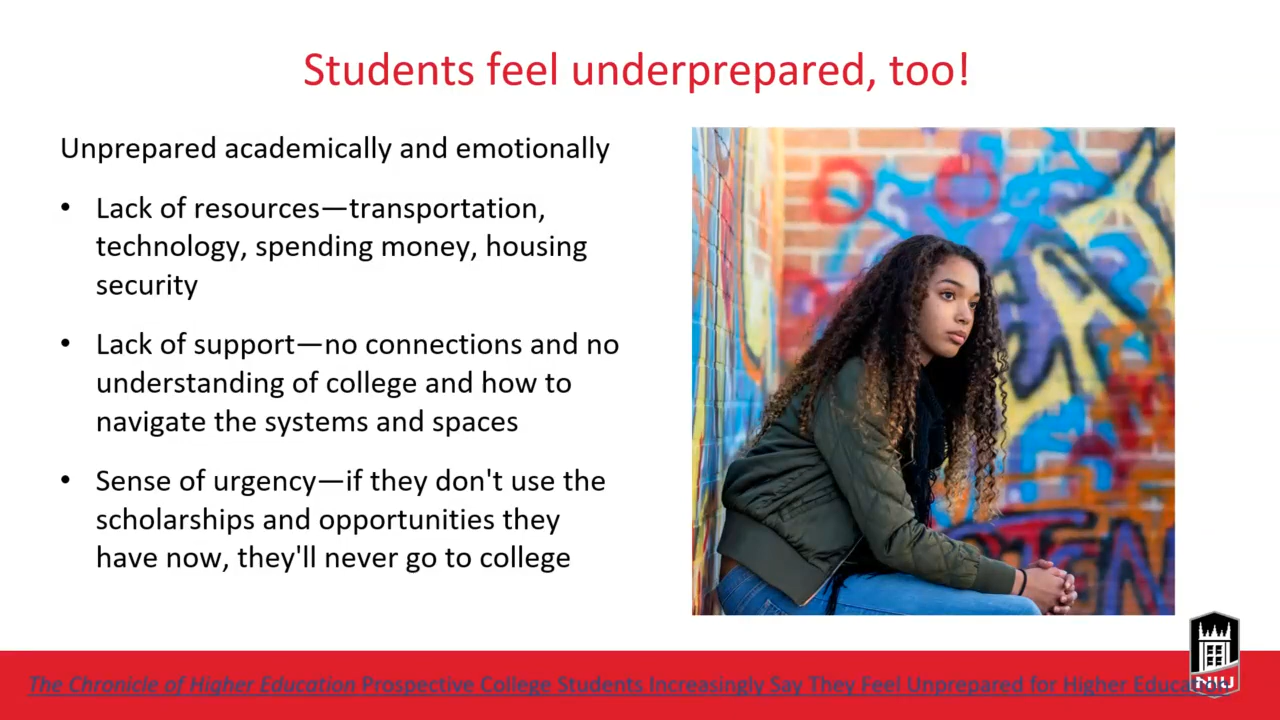 Students feel underprepared, too!
Unprepared academically and emotionally
• Lack of resources—transportation,
technology, spending money, housing
security
• Lack of support—no connections and no
understanding of college and how to
navigate the systems and spaces
• Sense of urgency—if they don't use the
scholarships and opportunities they
have now, they'll never go to college
The Chronicle of Higher Education Prospective College Students Increasingly Say They Feel Unprepared for Higher Education
NIU